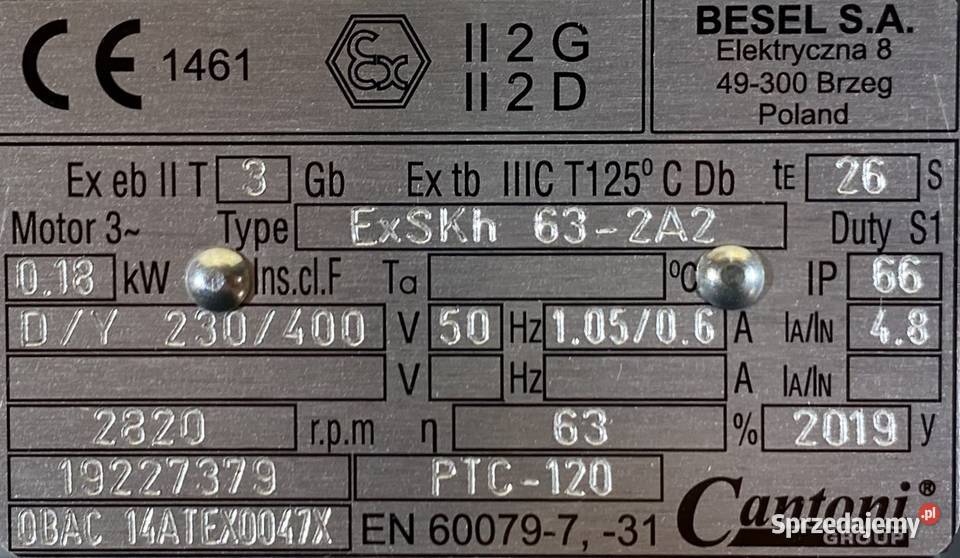 CE 1461 Ex II 2 G
II 2 D
BESEL S.A.
Elektryczna 8
49-300 Brzeg
Poland
Ex eb II T 3 Gb Ex tb IIIC T125° C Db tE 26 S
Motor 3~ Type ExSKh 63-2A2 Duty S1
0.18 kW Ins.cl.F Ta °C IP 66
D/Y 230/400 V 50 Hz 1.05/0.6 A IA/IN 4.8
V Hz A IA/IN
2820 r.p.m η 63 % 2019 y
19227379 PTC-120
OBAC 14ATEX0047X EN 60079-7, -31
Cantoni®
GROUP
Sprzedajemy.pl